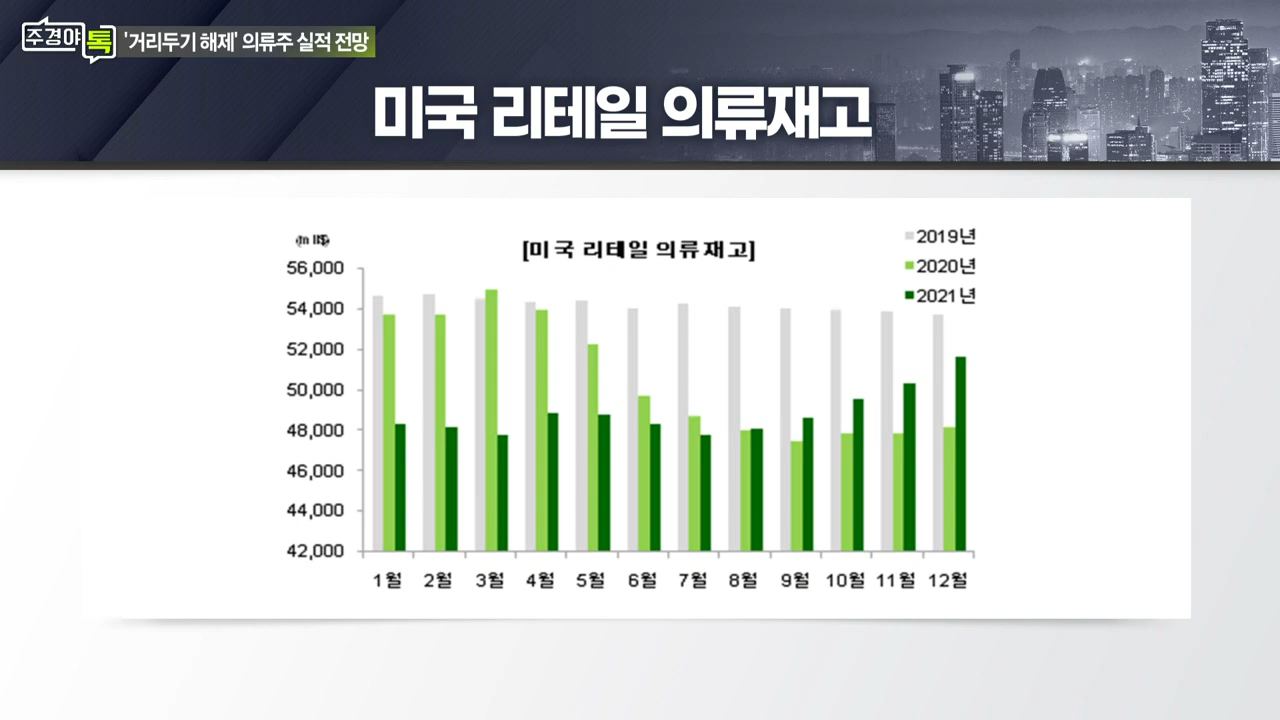 주경야톡 '거리두기 해제' 의류주 실적 전망
미국 리테일 의류재고
[미국 리테일 의류재고]
2019년
2020년
2021년
56,000
54,000
52,000
50,000
48,000
46,000
44,000
42,000
1월 2월 3월 4월 5월 6월 7월 8월 9월 10월 11월 12월